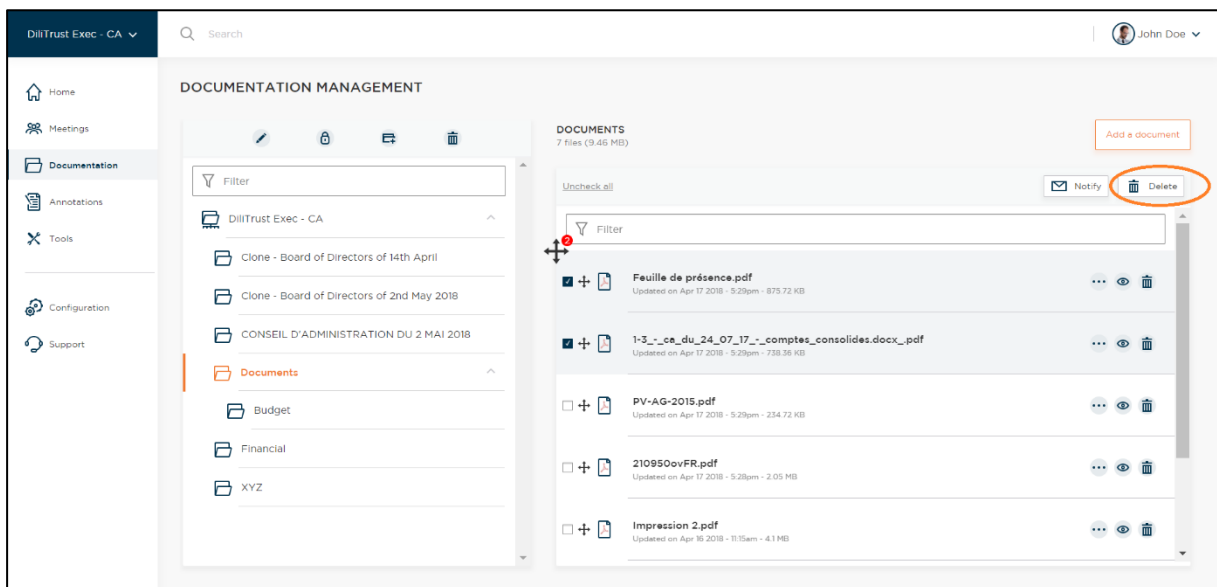 DiliTrust Exec - CA
Search
John Doe
Home
Meetings
Documentation
Annotations
Tools
Configuration
Support
DOCUMENTATION MANAGEMENT
Filter
DiliTrust Exec - CA
Clone - Board of Directors of 14th April
Clone - Board of Directors of 2nd May 2018
CONSEIL D'ADMINISTRATION DU 2 MAI 2018
Documents
Budget
Financial
XYZ
DOCUMENTS
7 files (9.46 MB)
Add a document
Uncheck all
Notify
Delete
Filter
2
Feuille de présence.pdf
Updated on Apr 17 2018 - 5:29pm - 875.72 KB
1-3_-_ca_du_24_07_17_-_comptes_consolides.docx_.pdf
Updated on Apr 17 2018 - 5:29pm - 738.36 KB
PV-AG-2015.pdf
Updated on Apr 17 2018 - 5:29pm - 234.72 KB
210950ovFR.pdf
Updated on Apr 17 2018 - 5:28pm - 2.05 MB
Impression 2.pdf
Updated on Apr 16 2018 - 11:15am - 4.1 MB